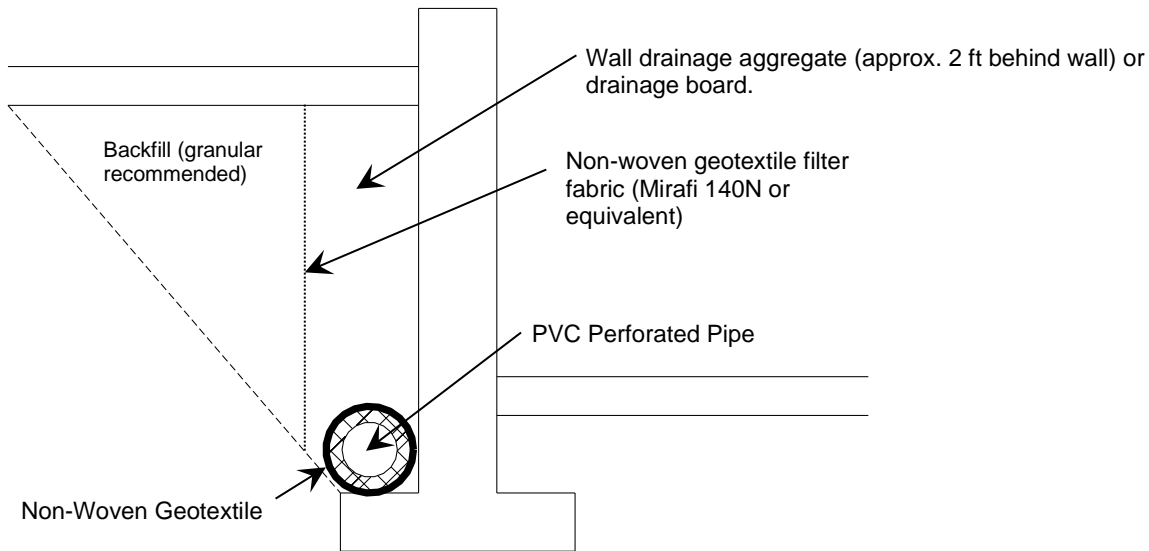 Wall drainage aggregate (approx. 2 ft behind wall) or
drainage board.
Backfill (granular
recommended)
Non-woven geotextile filter
fabric (Mirafi 140N or
equivalent)
PVC Perforated Pipe
Non-Woven Geotextile